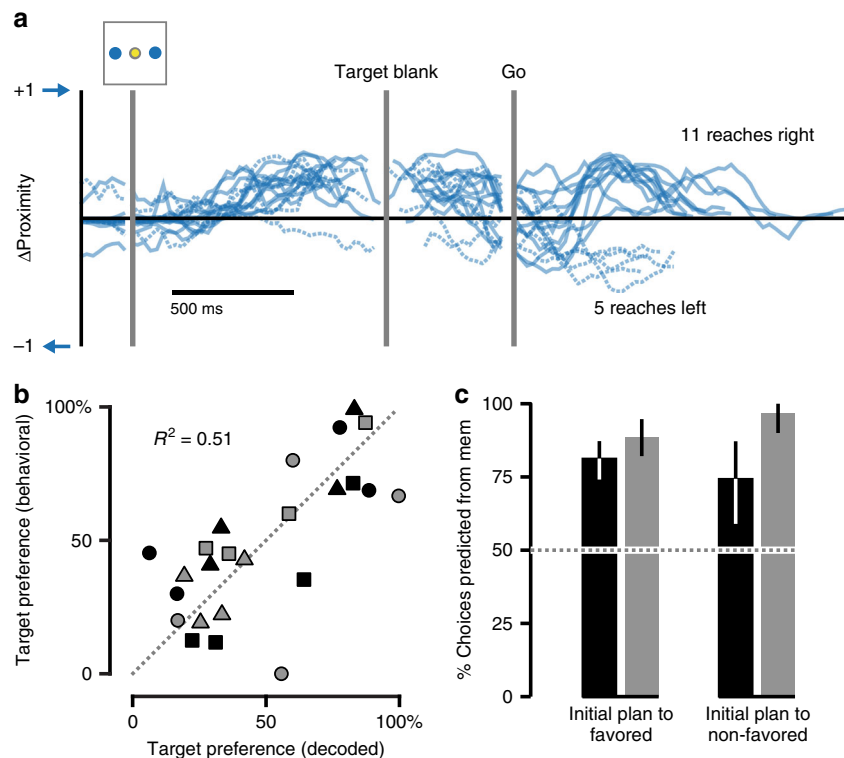 a
Target blank
Go
+1
11 reaches right
ΔProximity
500 ms
5 reaches left
–1
b
c
100%
R² = 0.51
50
0
Target preference (behavioral)
0
50
100%
Target preference (decoded)
100
75
50
25
0
% Choices predicted from mem
Initial plan to
favored
Initial plan to
non-favored